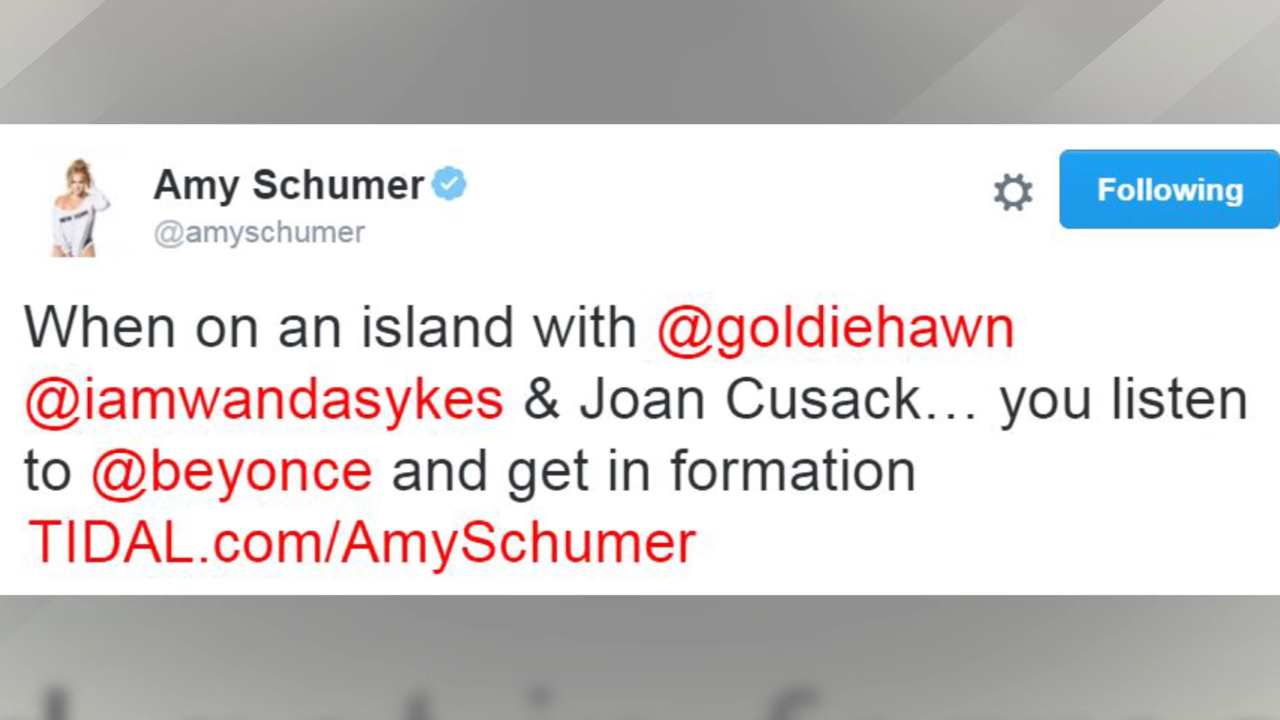 Amy Schumer
@amyschumer
Following
When on an island with @goldiehawn
@iamwandasykes & Joan Cusack... you listen
to @beyonce and get in formation
TIDAL.com/AmySchumer